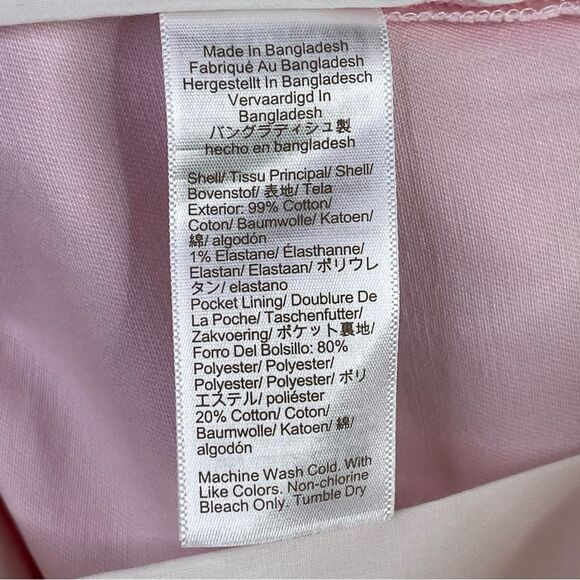 Made In Bangladesh
Fabriqué Au Bangladesh
Hergestellt In Bangladesch
Vervaardigd In
Bangladesh
バングラディシュ製
hecho en bangladesh
Shell/ Tissu Principal/ Shell/
Bovenstof/ 表地/ Tela
Exterior: 99% Cotton/
Coton/ Baumwolle/ Katoen/
綿/ algodón
1% Elastane/ Élasthanne/
Elastan/ Elastaan/ ポリウレ
タン/ elastano
Pocket Lining/ Doublure De
La Poche/ Taschenfutter/
Zakvoering/ ポケット裏地/
Forro Del Bolsillo: 80%
Polyester/ Polyester/
Polyester/ Polyester/ ポリ
エステル/ poliéster
20% Cotton/ Coton/
Baumwolle/ Katoen/ 綿/
algodón
Machine Wash Cold. With
Like Colors. Non-chlorine
Bleach Only. Tumble Dry